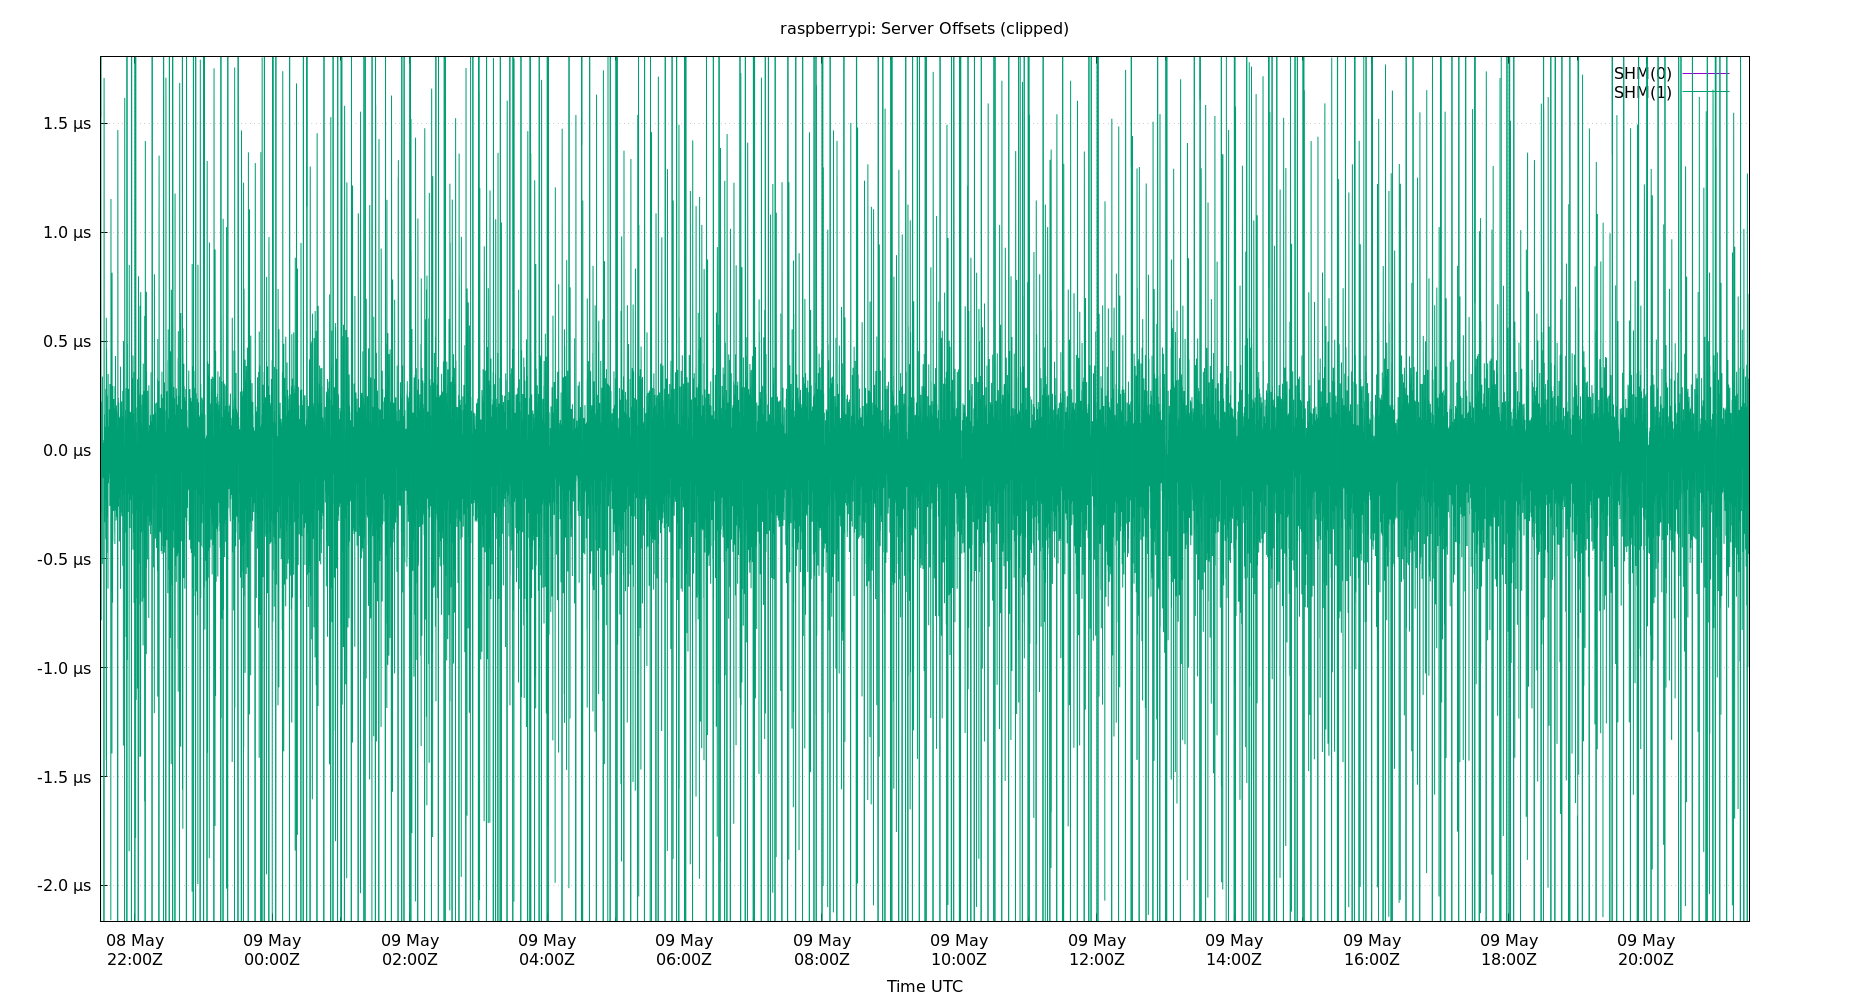 raspberrypi: Server Offsets (clipped)
SHM(0)
SHM(1)
1.5 µs
1.0 µs
0.5 µs
0.0 µs
-0.5 µs
-1.0 µs
-1.5 µs
-2.0 µs
08 May 09 May 09 May 09 May 09 May 09 May 09 May 09 May 09 May 09 May 09 May 09 May
22:00Z 00:00Z 02:00Z 04:00Z 06:00Z 08:00Z 10:00Z 12:00Z 14:00Z 16:00Z 18:00Z 20:00Z
Time UTC